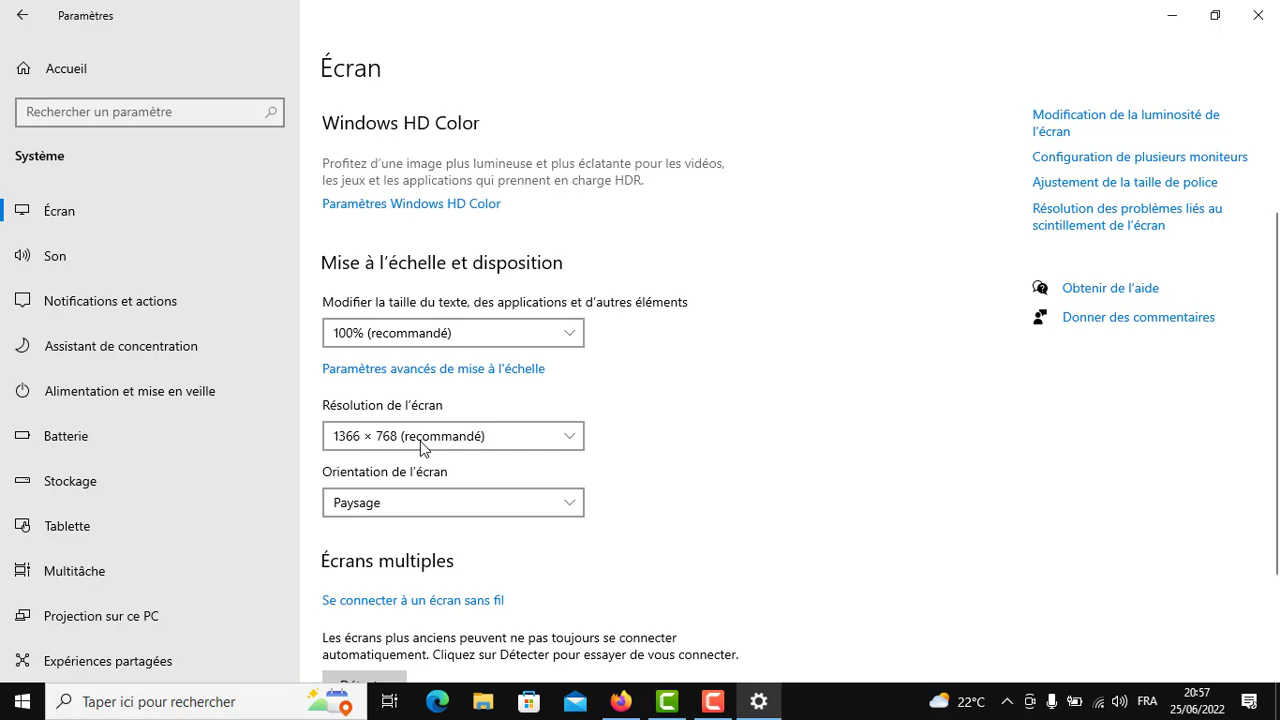 Paramètres
Accueil
Rechercher un paramètre
Système
Écran
Son
Notifications et actions
Assistant de concentration
Alimentation et mise en veille
Batterie
Stockage
Tablette
Multitâche
Projection sur ce PC
Expériences partagées
Écran
Windows HD Color
Profitez d’une image plus lumineuse et plus éclatante pour les vidéos,
les jeux et les applications qui prennent en charge HDR.
Paramètres Windows HD Color
Mise à l’échelle et disposition
Modifier la taille du texte, des applications et d’autres éléments
100% (recommandé)
Paramètres avancés de mise à l’échelle
Résolution de l’écran
1366 × 768 (recommandé)
Orientation de l’écran
Paysage
Écrans multiples
Se connecter à un écran sans fil
Les écrans plus anciens peuvent ne pas toujours se connecter
automatiquement. Cliquez sur Détecter pour essayer de vous connecter.
Modification de la luminosité de
l’écran
Configuration de plusieurs moniteurs
Ajustement de la taille de police
Résolution des problèmes liés au
scintillement de l’écran
Obtenir de l’aide
Donner des commentaires
Taper ici pour rechercher
22°C
FRA
20:57
25/06/2022